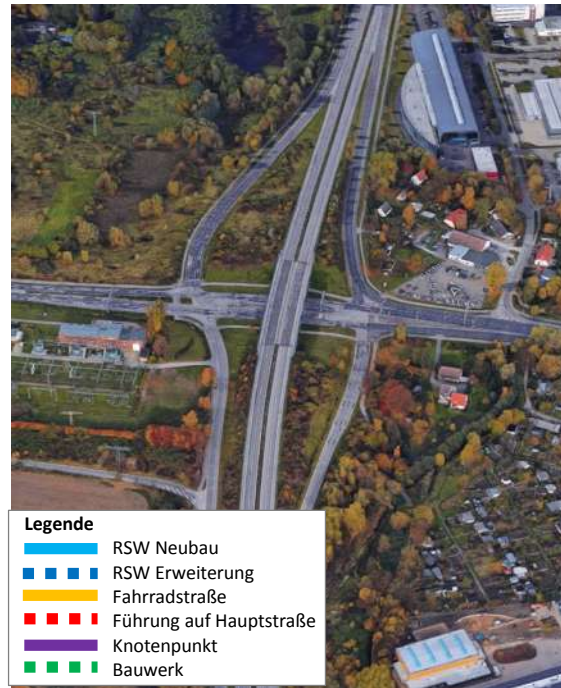 Legende
RSW Neubau
RSW Erweiterung
Fahrradstraße
Führung auf Hauptstraße
Knotenpunkt
Bauwerk